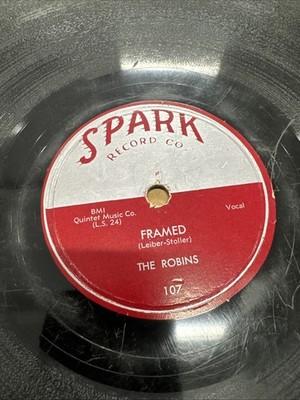 SPARK
RECORD CO.
BMI
Quintet Music Co.
(L.S. 24)
Vocal
FRAMED
(Leiber-Stoller)
THE ROBINS
107